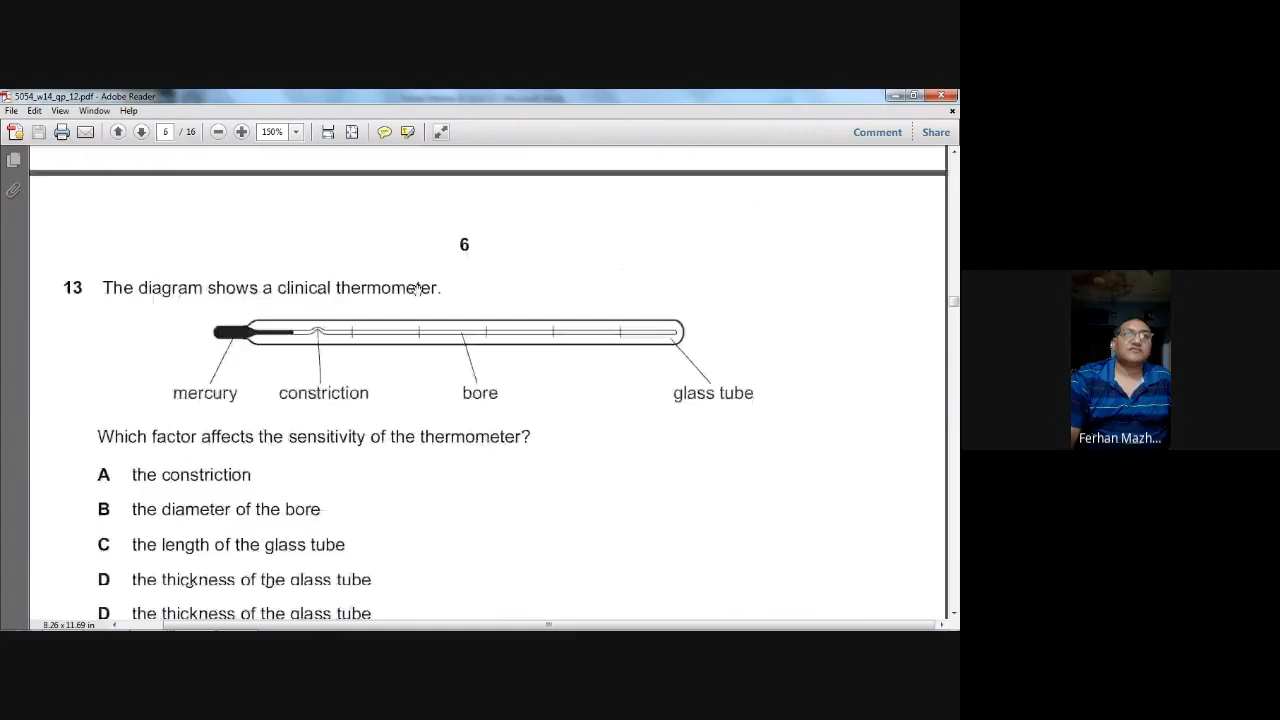 5054_w14_qp_12.pdf - Adobe Reader
File Edit View Window Help
6 / 16 150% Comment Share
6
13 The diagram shows a clinical thermometer.
mercury constriction bore glass tube
Which factor affects the sensitivity of the thermometer?
A the constriction
B the diameter of the bore
C the length of the glass tube
D the thickness of the glass tube
D the thickness of the glass tube
8.26 x 11.69 in
Ferhan Mazh...